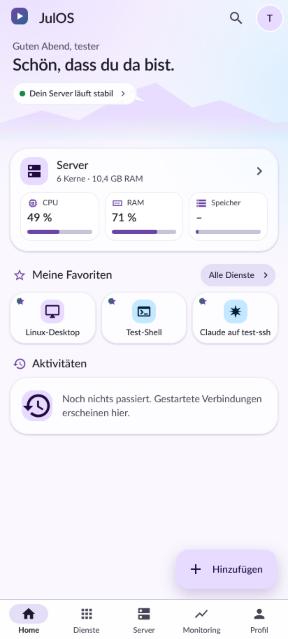 JulOS
T
Guten Abend, tester
Schön, dass du da bist.
Dein Server läuft stabil
Server
6 Kerne · 10,4 GB RAM
CPU
RAM
Speicher
49 %
71 %
–
Meine Favoriten
Alle Dienste
Linux-Desktop
Test-Shell
Claude auf test-ssh
Aktivitäten
Noch nichts passiert. Gestartete Verbindungen
erscheinen hier.
Hinzufügen
Home
Dienste
Server
Monitoring
Profil